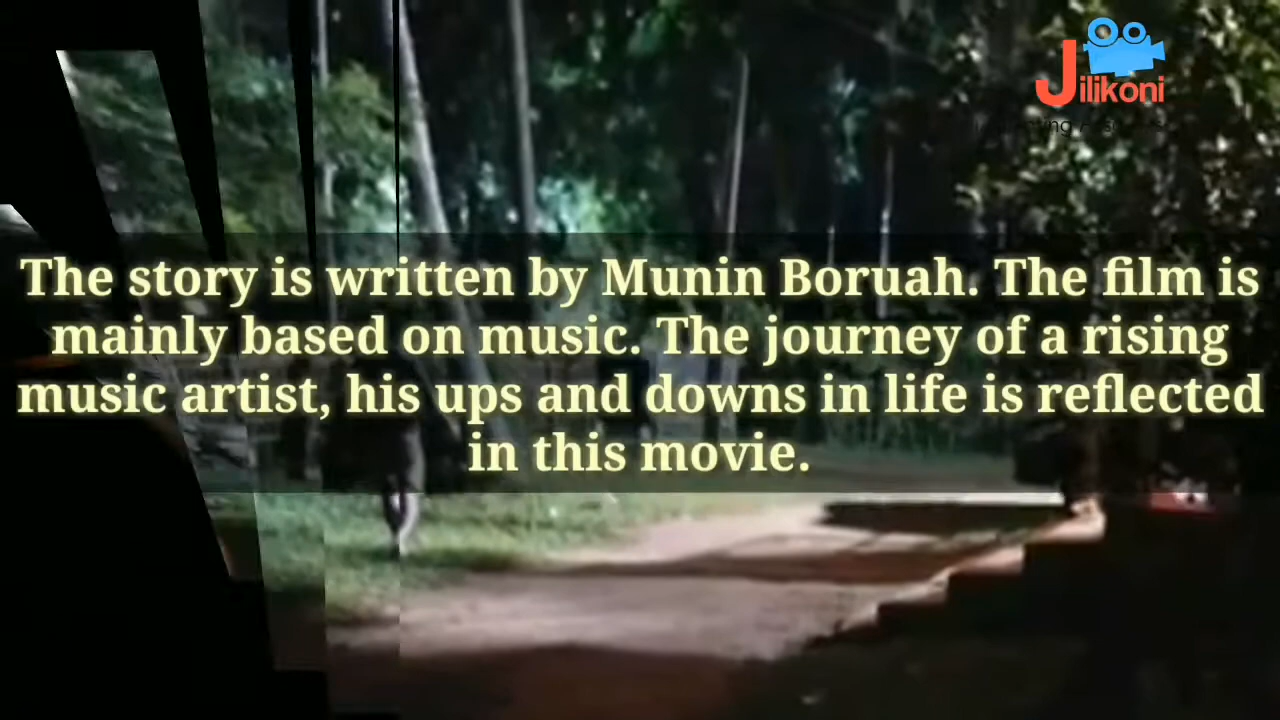 Jilikoni
The story is written by Munin Boruah. The film is
mainly based on music. The journey of a rising
music artist, his ups and downs in life is reflected
in this movie.